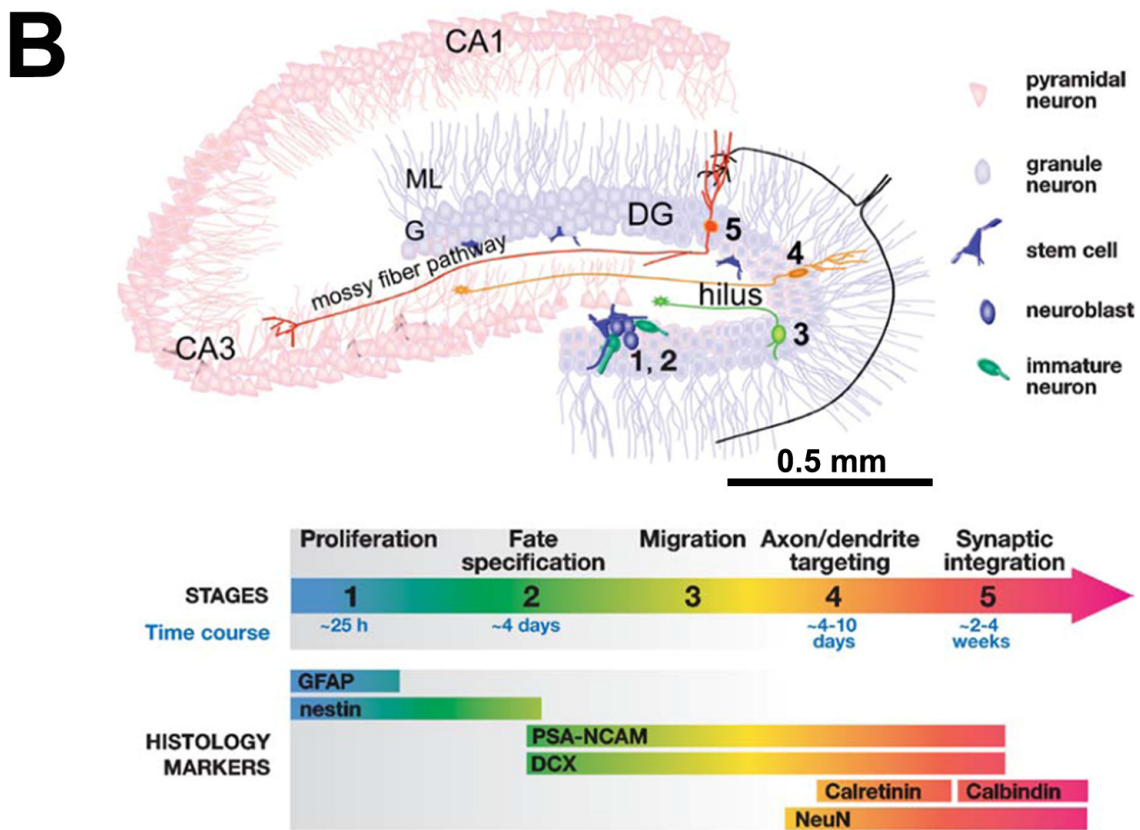 B
CA1
pyramidal
neuron
ML
granule
neuron
G
DG
5
stem cell
4
mossy fiber pathway
hilus
neuroblast
3
CA3
1, 2
immature
neuron
0.5 mm
Proliferation
Fate
specification
Migration
Axon/dendrite
targeting
Synaptic
integration
STAGES
1
2
3
4
5
Time course
~25 h
~4 days
~4-10
days
~2-4
weeks
GFAP
nestin
HISTOLOGY
MARKERS
PSA-NCAM
DCX
Calretinin
Calbindin
NeuN